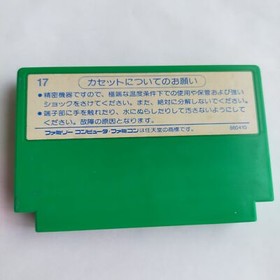 17
カセットについてのお願い
●精密機器ですので、極端な温度条件下での使用や保管および強い
ショックをさけてください。また、絶対に分解しないでください。
●端子部に手を触れたり、水にぬらしたりして汚さないようにして
ください。故障の原因となります。
ファミリーコンピュータ・ファミコンは任天堂の商標です。